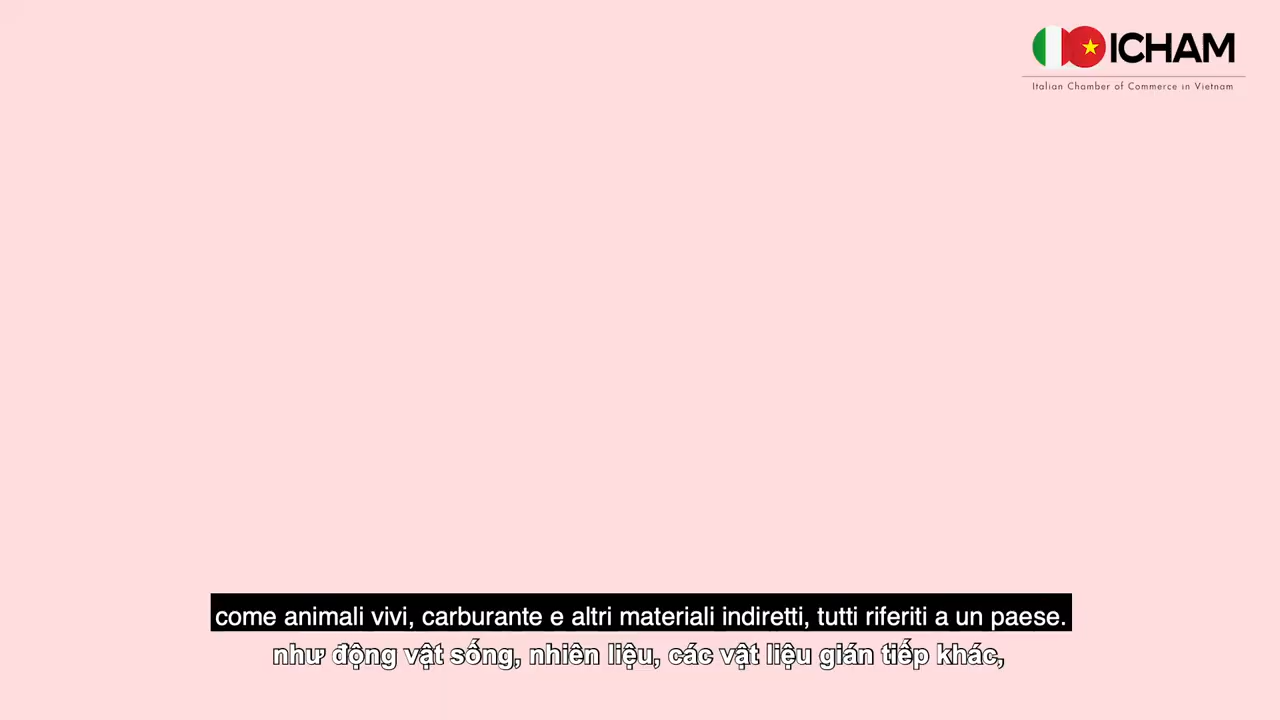 ICHAM
Italian Chamber of Commerce in Vietnam
come animali vivi, carburante e altri materiali indiretti, tutti riferiti a un paese.
như động vật sống, nhiên liệu, các vật liệu gián tiếp khác,